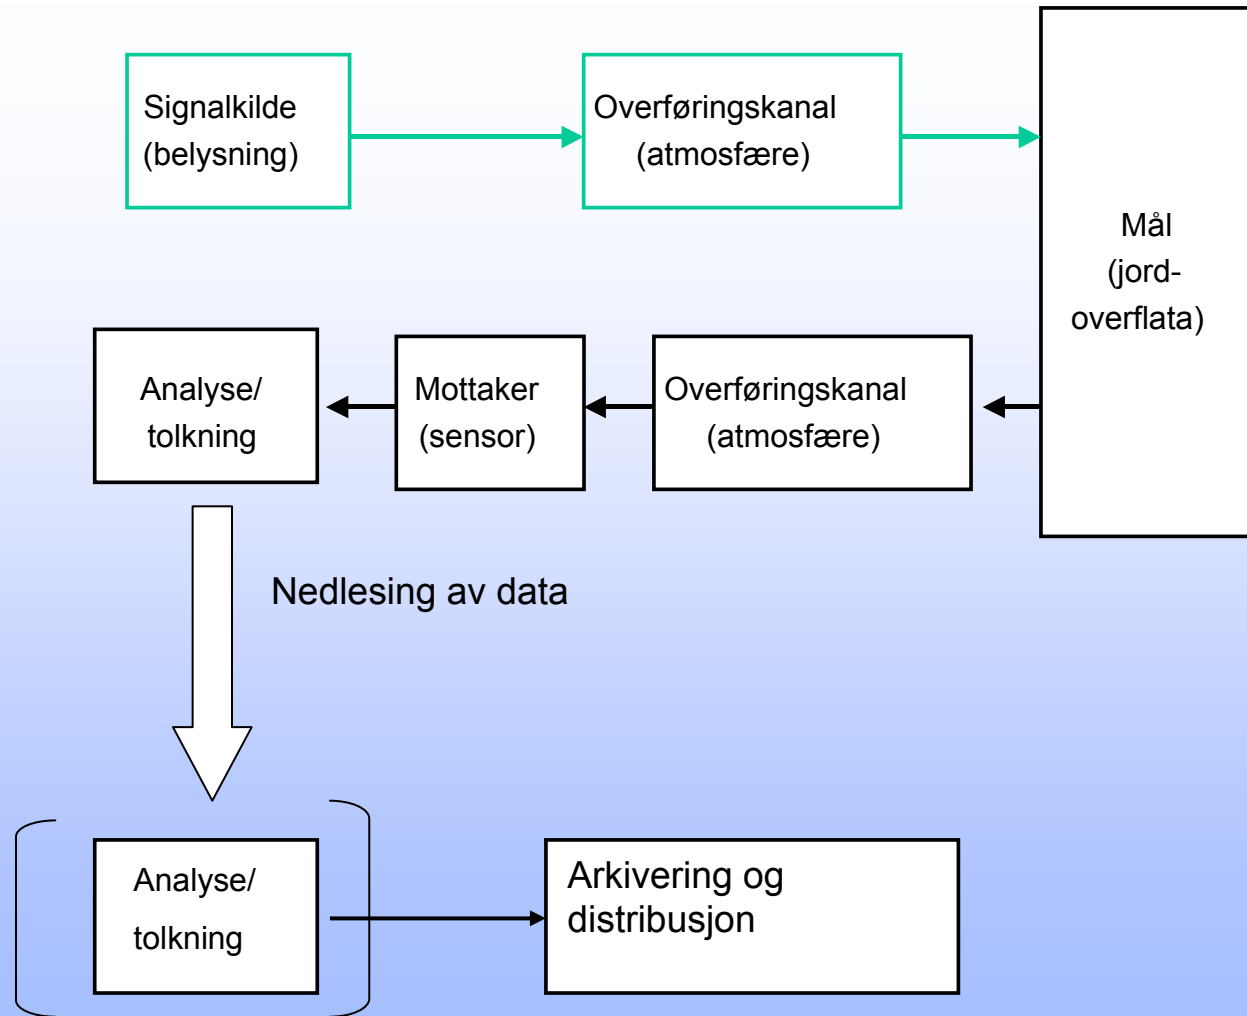 Signalkilde
(belysning)
Overføringskanal
(atmosfære)
Mål
(jord-
overflata)
Analyse/
tolkning
Mottaker
(sensor)
Overføringskanal
(atmosfære)
Nedlesing av data
Analyse/
tolkning
Arkivering og
distribusjon